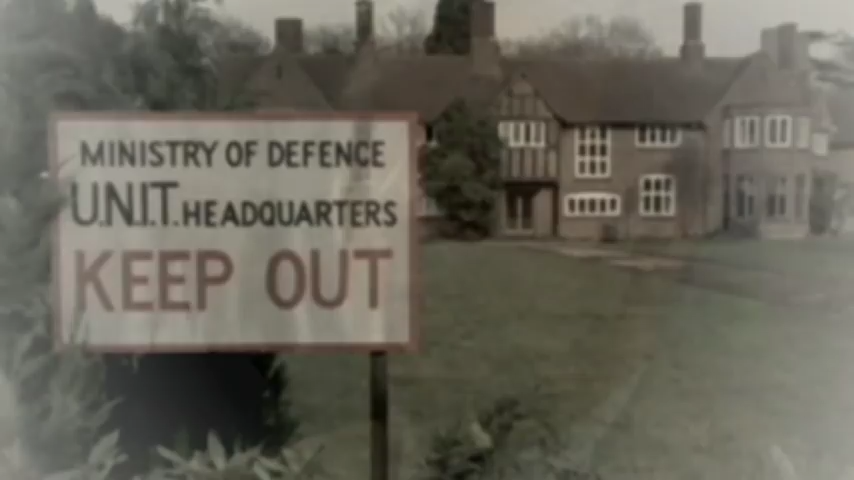 MINISTRY OF DEFENCE
U.N.I.T. HEADQUARTERS
KEEP OUT